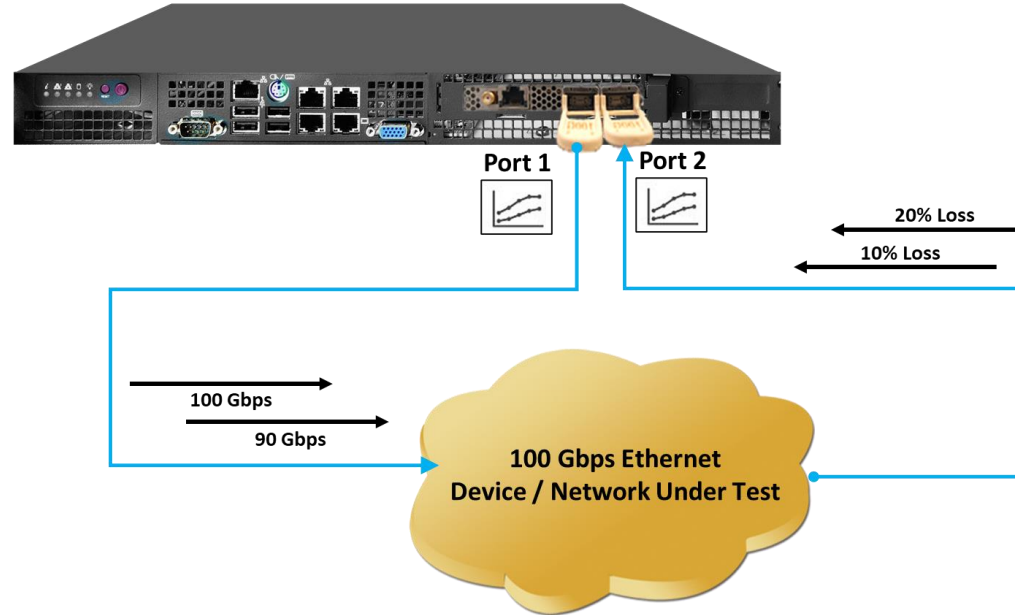 Port 1
Port 2
20% Loss
10% Loss
100 Gbps
90 Gbps
100 Gbps Ethernet
Device / Network Under Test